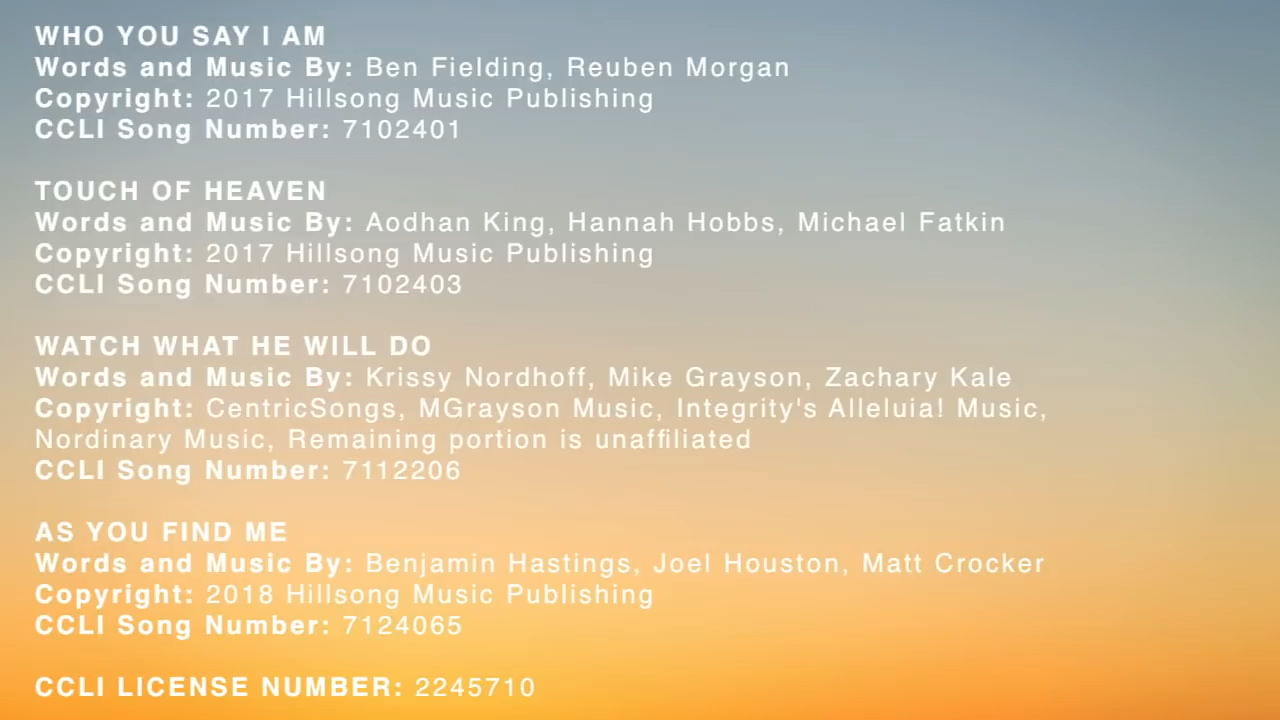 WHO YOU SAY I AM
Words and Music By: Ben Fielding, Reuben Morgan
Copyright: 2017 Hillsong Music Publishing
CCLI Song Number: 7102401
TOUCH OF HEAVEN
Words and Music By: Aodhan King, Hannah Hobbs, Michael Fatkin
Copyright: 2017 Hillsong Music Publishing
CCLI Song Number: 7102403
WATCH WHAT HE WILL DO
Words and Music By: Krissy Nordhoff, Mike Grayson, Zachary Kale
Copyright: CentricSongs, MGrayson Music, Integrity's Alleluia! Music,
Nordinary Music, Remaining portion is unaffiliated
CCLI Song Number: 7112206
AS YOU FIND ME
Words and Music By: Benjamin Hastings, Joel Houston, Matt Crocker
Copyright: 2018 Hillsong Music Publishing
CCLI Song Number: 7124065
CCLI LICENSE NUMBER: 2245710